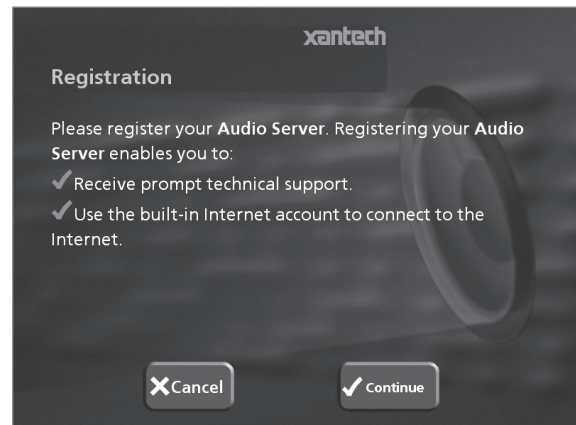 xantech
Registration
Please register your Audio Server. Registering your Audio
Server enables you to:
✓Receive prompt technical support.
✓Use the built-in Internet account to connect to the
Internet.
✕Cancel
✓Continue